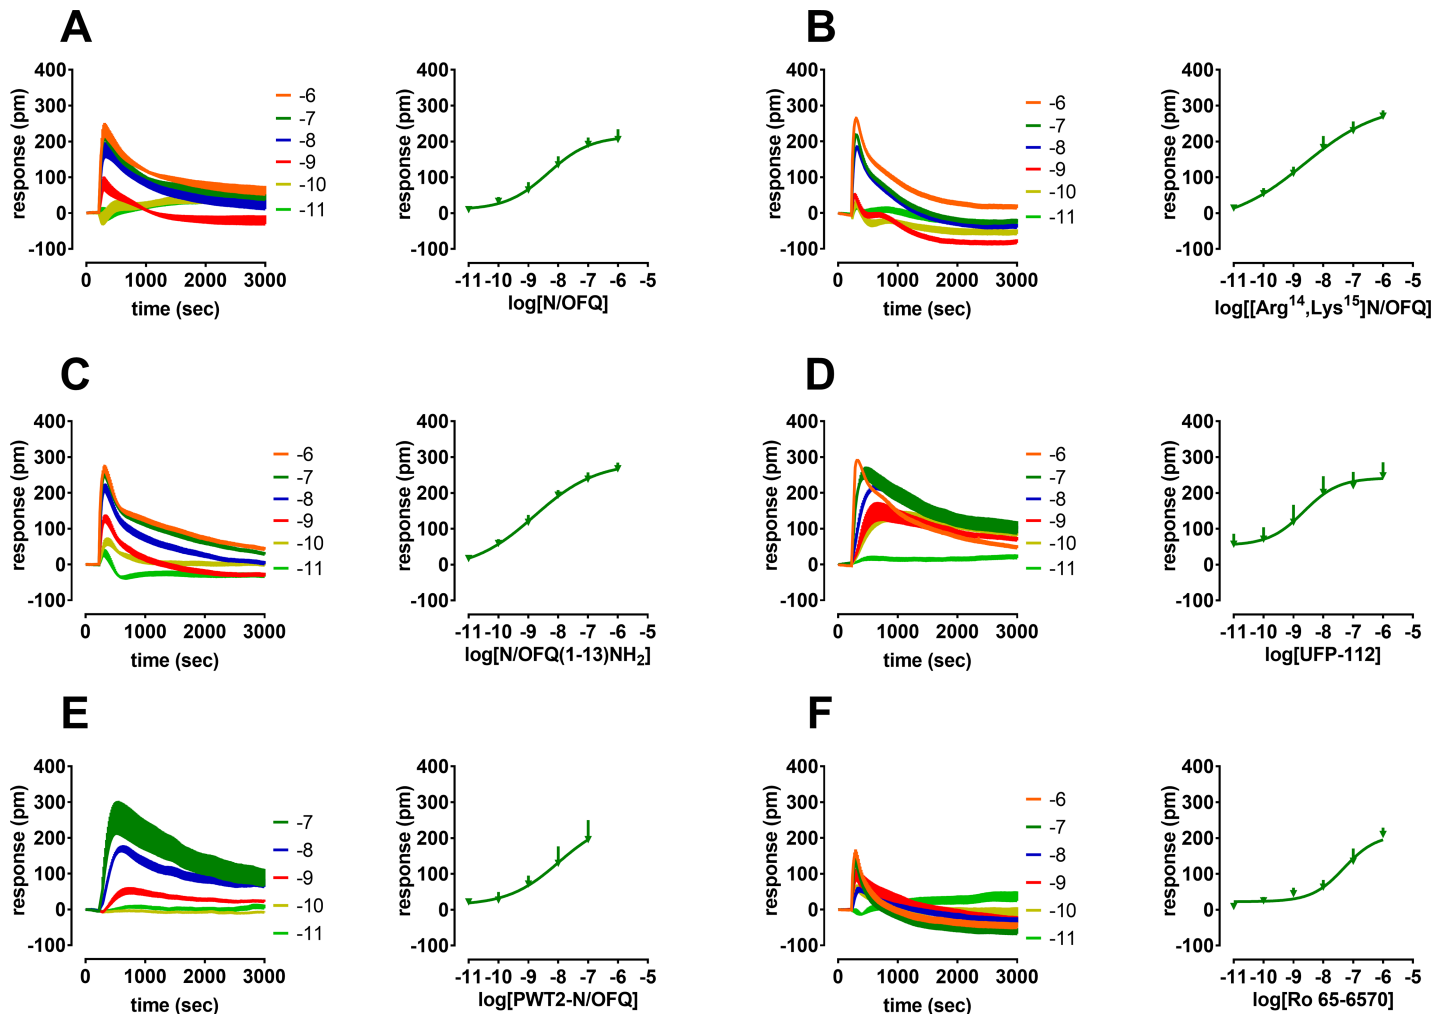 A
response (pm)
400
300
200
100
0
-100
0 1000 2000 3000
time (sec)
-6
-7
-8
-9
-10
-11
response (pm)
400
300
200
100
0
-100
-11 -10 -9 -8 -7 -6 -5
log[N/OFQ]
B
response (pm)
400
300
200
100
0
-100
0 1000 2000 3000
time (sec)
-6
-7
-8
-9
-10
-11
response (pm)
400
300
200
100
0
-100
-11 -10 -9 -8 -7 -6 -5
log[[Arg¹⁴,Lys¹⁵]N/OFQ]
C
response (pm)
400
300
200
100
0
-100
0 1000 2000 3000
time (sec)
-6
-7
-8
-9
-10
-11
response (pm)
400
300
200
100
0
-100
-11 -10 -9 -8 -7 -6 -5
log[N/OFQ(1-13)NH₂]
D
response (pm)
400
300
200
100
0
-100
0 1000 2000 3000
time (sec)
-6
-7
-8
-9
-10
-11
response (pm)
400
300
200
100
0
-100
-11 -10 -9 -8 -7 -6 -5
log[UFP-112]
E
response (pm)
400
300
200
100
0
-100
0 1000 2000 3000
time (sec)
-7
-8
-9
-10
-11
response (pm)
400
300
200
100
0
-100
-11 -10 -9 -8 -7 -6 -5
log[PWT2-N/OFQ]
F
response (pm)
400
300
200
100
0
-100
0 1000 2000 3000
time (sec)
-6
-7
-8
-9
-10
-11
response (pm)
400
300
200
100
0
-100
-11 -10 -9 -8 -7 -6 -5
log[Ro 65-6570]